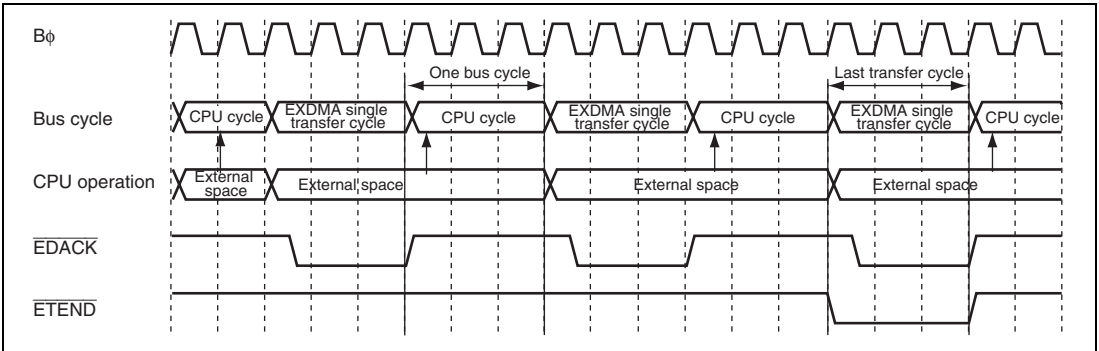 Bϕ
One bus cycle
Last transfer cycle
Bus cycle
CPU cycle
EXDMA single
transfer cycle
CPU cycle
EXDMA single
transfer cycle
CPU cycle
EXDMA single
transfer cycle
CPU cycle
CPU operation
External
space
External space
External space
External space
EDACK
ETEND